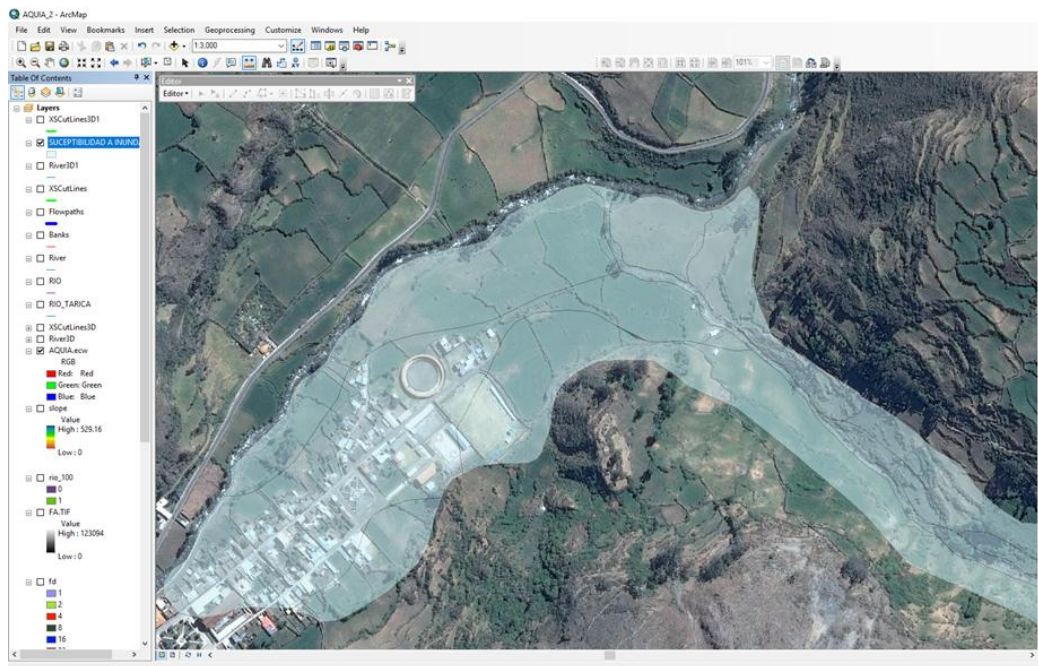 AQUIA_2 - ArcMap
File Edit View Bookmarks Insert Selection Geoprocessing Customize Windows Help
1:3,000
101%
Table Of Contents
Editor
Editor
Layers
XSCutLines3D1
SUCEPTIBILIDAD A INUND
River3D1
XSCutLines
Flowpaths
Banks
River
RIO
RIO_TARICA
XSCutLines3D
River3D
AQUIA.ecw
RGB
Red: Red
Green: Green
Blue: Blue
slope
Value
High : 529.16
Low : 0
rio_100
0
1
FA.TIF
Value
High : 123094
Low : 0
fd
1
2
4
8
16